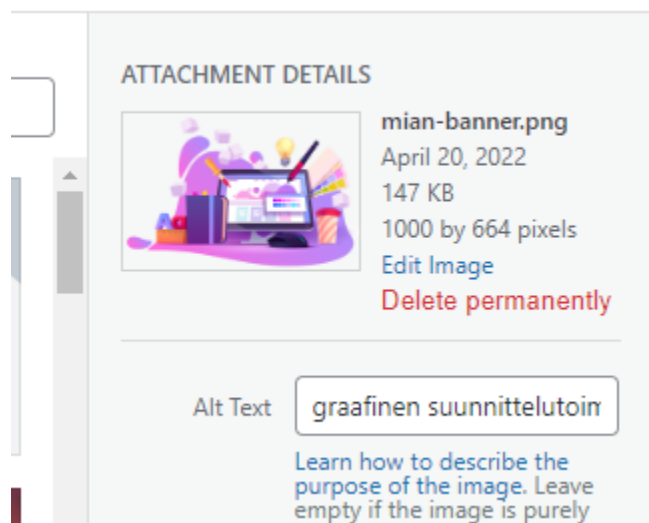 ATTACHMENT DETAILS
mian-banner.png
April 20, 2022
147 KB
1000 by 664 pixels
Edit Image
Delete permanently
Alt Text
graafinen suunnittelutoim
Learn how to describe the
purpose of the image. Leave
empty if the image is purely